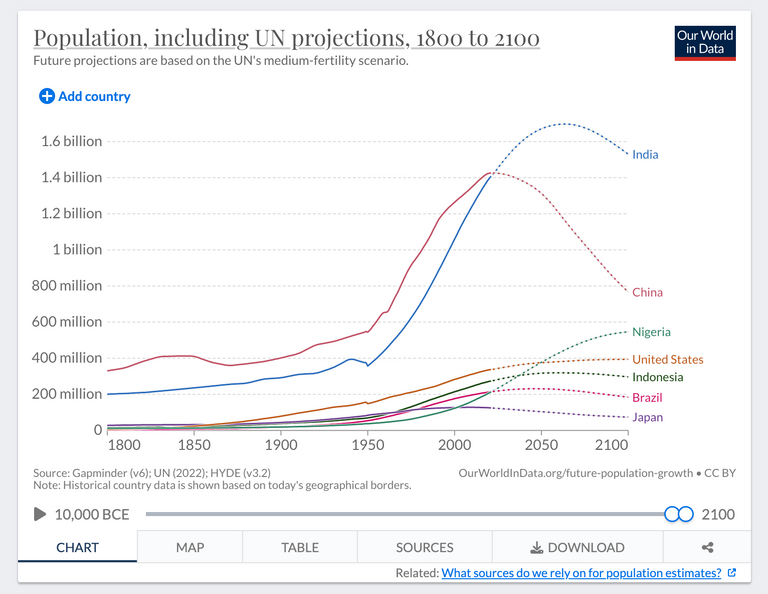 Population, including UN projections, 1800 to 2100
Future projections are based on the UN's medium-fertility scenario.
Our World
in Data
Add country
1.6 billion
1.4 billion
1.2 billion
1 billion
800 million
600 million
400 million
200 million
0
India
China
Nigeria
United States
Indonesia
Brazil
Japan
1800
1850
1900
1950
2000
2050
2100
Source: Gapminder (v6); UN (2022); HYDE (v3.2)
OurWorldInData.org/future-population-growth • CC BY
Note: Historical country data is shown based on today's geographical borders.
10,000 BCE
2100
CHART
MAP
TABLE
SOURCES
DOWNLOAD
Related: What sources do we rely on for population estimates?